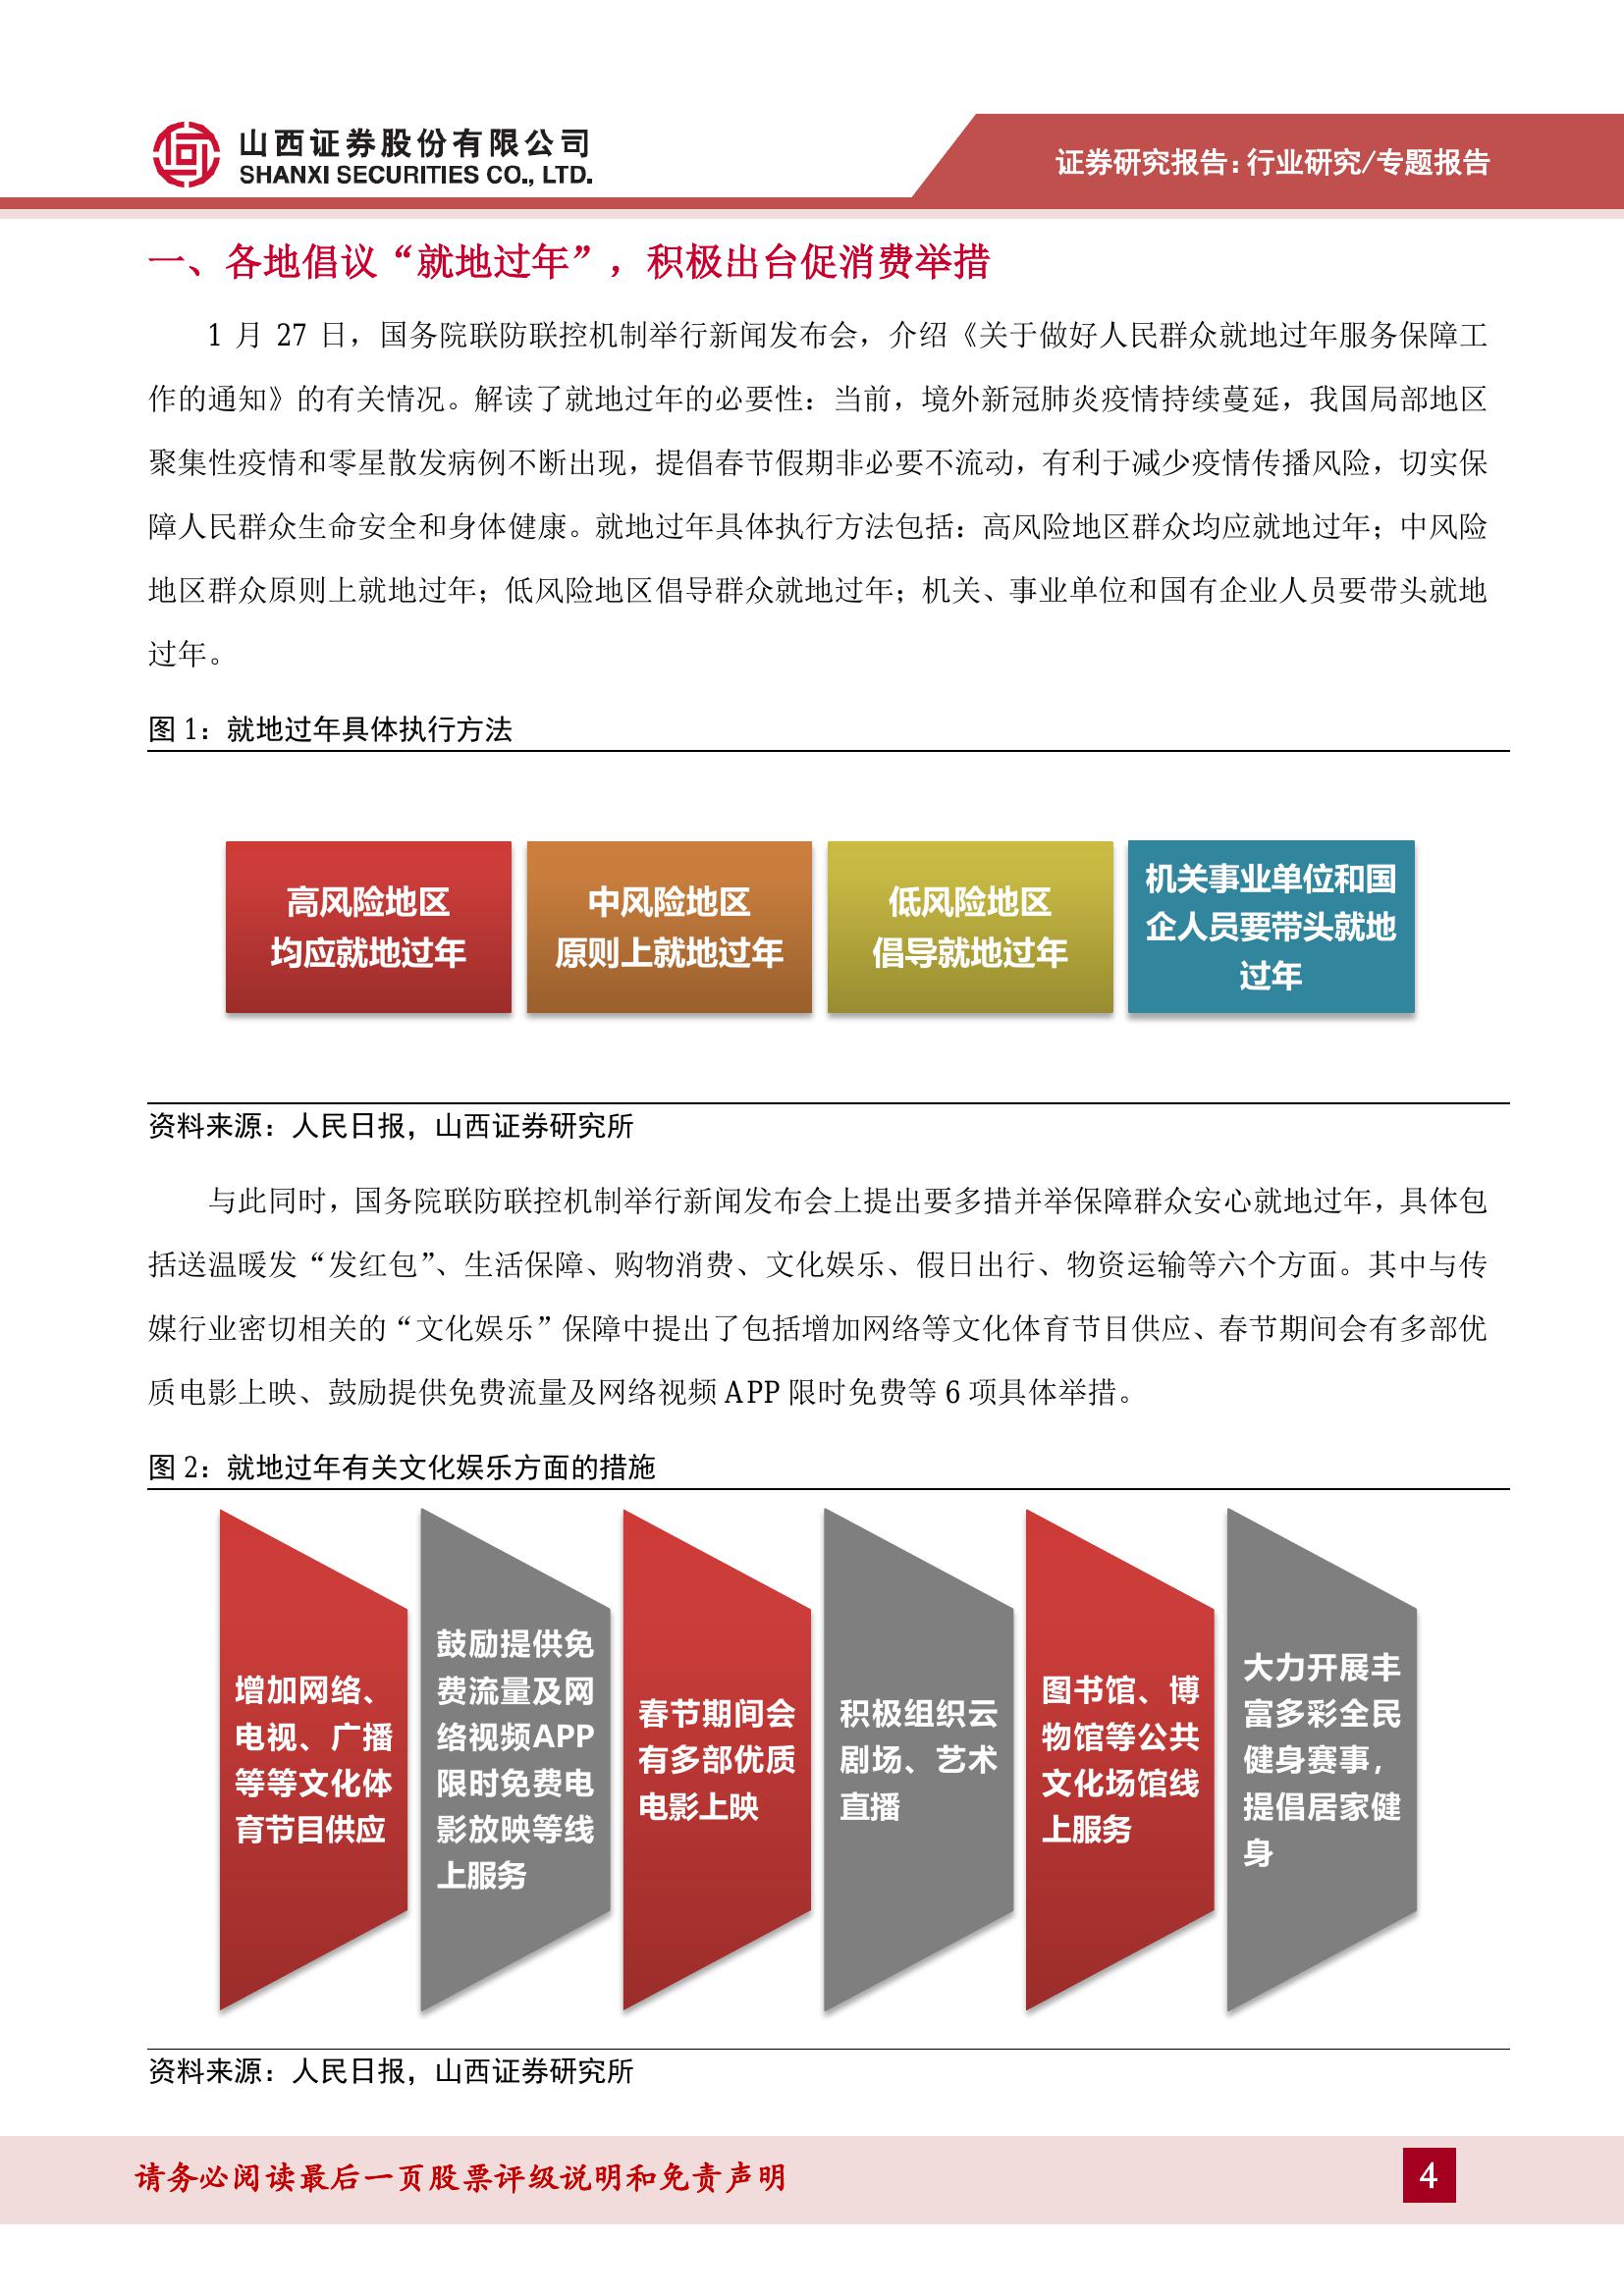 山西证券股份有限公司
SHANXI SECURITIES CO., LTD.
证券研究报告:行业研究/专题报告
一、各地倡议“就地过年”，积极出台促消费举措
1 月 27 日，国务院联防联控机制举行新闻发布会，介绍《关于做好人民群众就地过年服务保障工
作的通知》的有关情况。解读了就地过年的必要性：当前，境外新冠肺炎疫情持续蔓延，我国局部地区
聚集性疫情和零星散发病例不断出现，提倡春节假期非必要不流动，有利于减少疫情传播风险，切实保
障人民群众生命安全和身体健康。就地过年具体执行方法包括：高风险地区群众均应就地过年；中风险
地区群众原则上就地过年；低风险地区倡导群众就地过年；机关、事业单位和国有企业人员要带头就地
过年。
图 1：就地过年具体执行方法
高风险地区
均应就地过年
中风险地区
原则上就地过年
低风险地区
倡导就地过年
机关事业单位和国
企人员要带头就地
过年
资料来源：人民日报，山西证券研究所
与此同时，国务院联防联控机制举行新闻发布会上提出要多措并举保障群众安心就地过年，具体包
括送温暖发“发红包”、生活保障、购物消费、文化娱乐、假日出行、物资运输等六个方面。其中与传
媒行业密切相关的“文化娱乐”保障中提出了包括增加网络等文化体育节目供应、春节期间会有多部优
质电影上映、鼓励提供免费流量及网络视频 APP 限时免费等 6 项具体举措。
图 2：就地过年有关文化娱乐方面的措施
增加网络、
电视、广播
等等文化体
育节目供应
鼓励提供免
费流量及网
络视频APP
限时免费电
影放映等线
上服务
春节期间会
有多部优质
电影上映
积极组织云
剧场、艺术
直播
图书馆、博
物馆等公共
文化场馆线
上服务
大力开展丰
富多彩全民
健身赛事，
提倡居家健
身
资料来源：人民日报，山西证券研究所
请务必阅读最后一页股票评级说明和免责声明
4